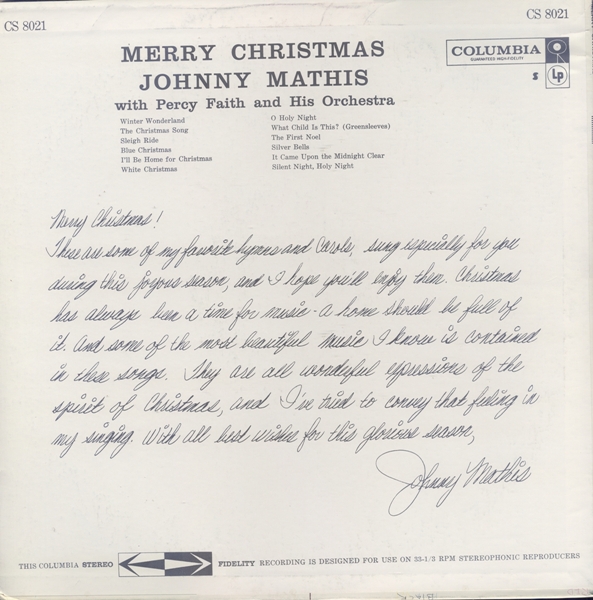 CS 8021
CS 8021
MERRY CHRISTMAS
JOHNNY MATHIS
with Percy Faith and His Orchestra
COLUMBIA
GUARANTEED HIGH-FIDELITY
S
LP
Winter Wonderland
The Christmas Song
Sleigh Ride
Blue Christmas
I'll Be Home for Christmas
White Christmas
O Holy Night
What Child Is This? (Greensleeves)
The First Noel
Silver Bells
It Came Upon the Midnight Clear
Silent Night, Holy Night
Merry Christmas!
These are some of my favorite hymns and Carols, sung especially for you
during this joyous season, and I hope you'll enjoy them. Christmas
has always been a time for music - a home should be full of
it. And some of the most beautiful music I know is contained
in these songs. They are all wonderful expressions of the
spirit of Christmas, and I've tried to convey that feeling in
my singing. With all best wishes for this glorious season,
Johnny Mathis
THIS COLUMBIA STEREO FIDELITY RECORDING IS DESIGNED FOR USE ON 33-1/3 RPM STEREOPHONIC REPRODUCERS